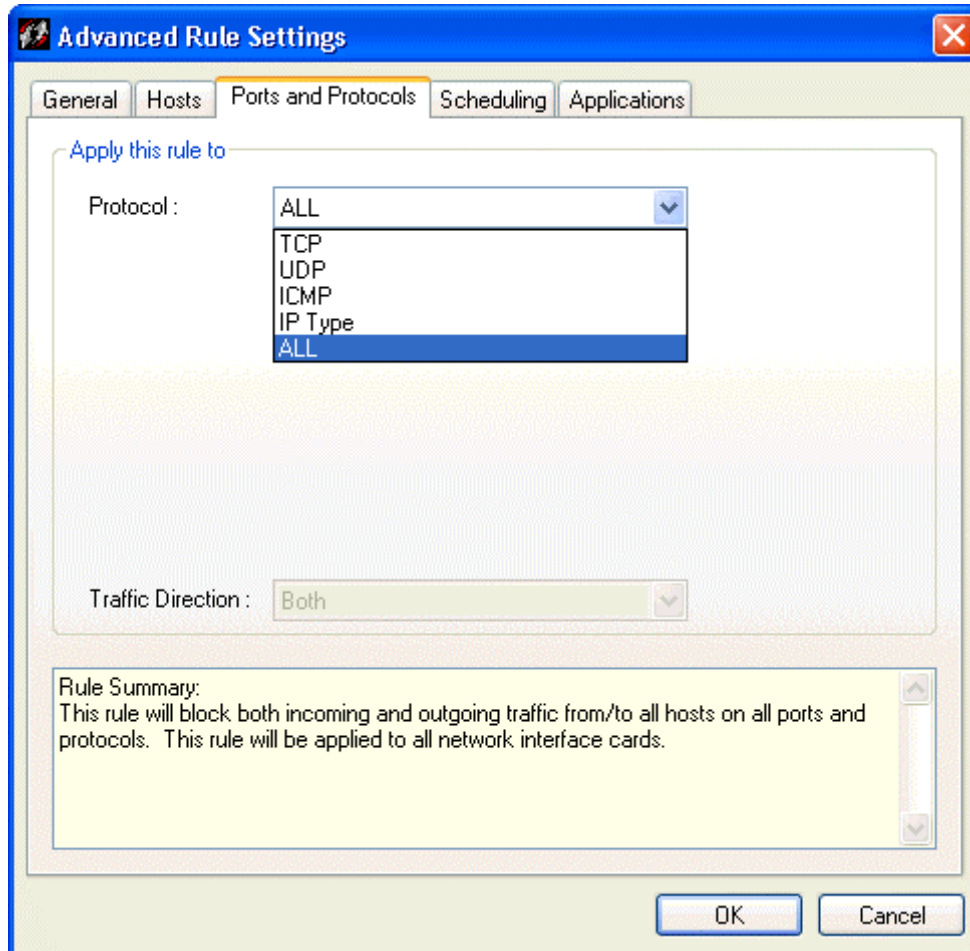 Advanced Rule Settings
General Hosts Ports and Protocols Scheduling Applications
Apply this rule to
Protocol : ALL
TCP
UDP
ICMP
IP Type
ALL
Traffic Direction : Both
Rule Summary:
This rule will block both incoming and outgoing traffic from/to all hosts on all ports and
protocols. This rule will be applied to all network interface cards.
OK Cancel